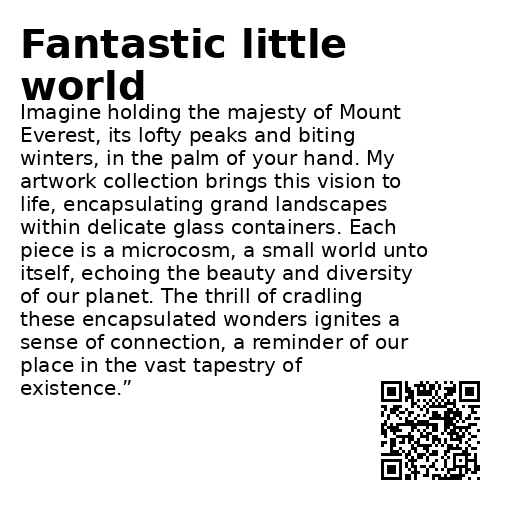 Fantastic little
world
Imagine holding the majesty of Mount
Everest, its lofty peaks and biting
winters, in the palm of your hand. My
artwork collection brings this vision to
life, encapsulating grand landscapes
within delicate glass containers. Each
piece is a microcosm, a small world unto
itself, echoing the beauty and diversity
of our planet. The thrill of cradling
these encapsulated wonders ignites a
sense of connection, a reminder of our
place in the vast tapestry of
existence.”